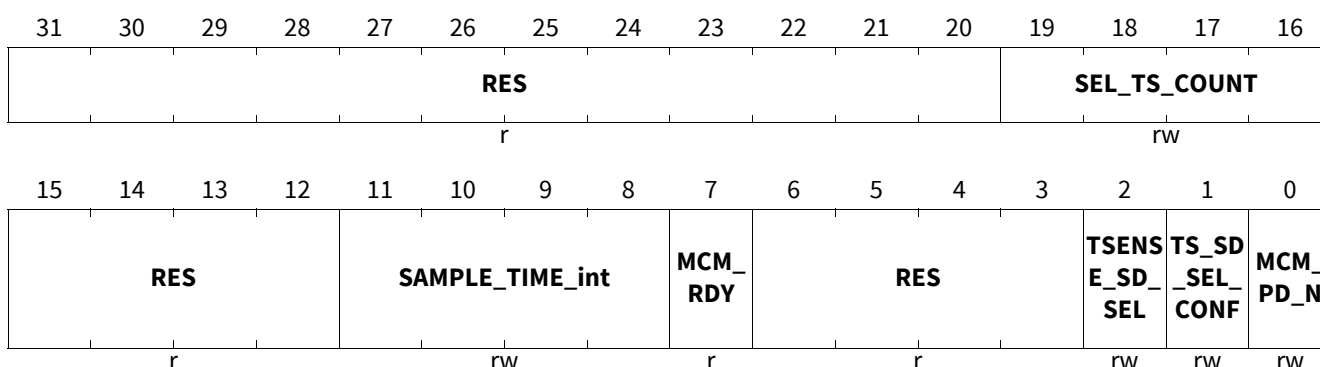 31 30 29 28 27 26 25 24 23 22 21 20 19 18 17 16
RES SEL_TS_COUNT
r rw
15 14 13 12 11 10 9 8 7 6 5 4 3 2 1 0
RES SAMPLE_TIME_int MCM_ RDY RES TSENS E_SD_ SEL TS_SD _SEL_ CONF MCM_ PD_N
r rw r r rw rw rw